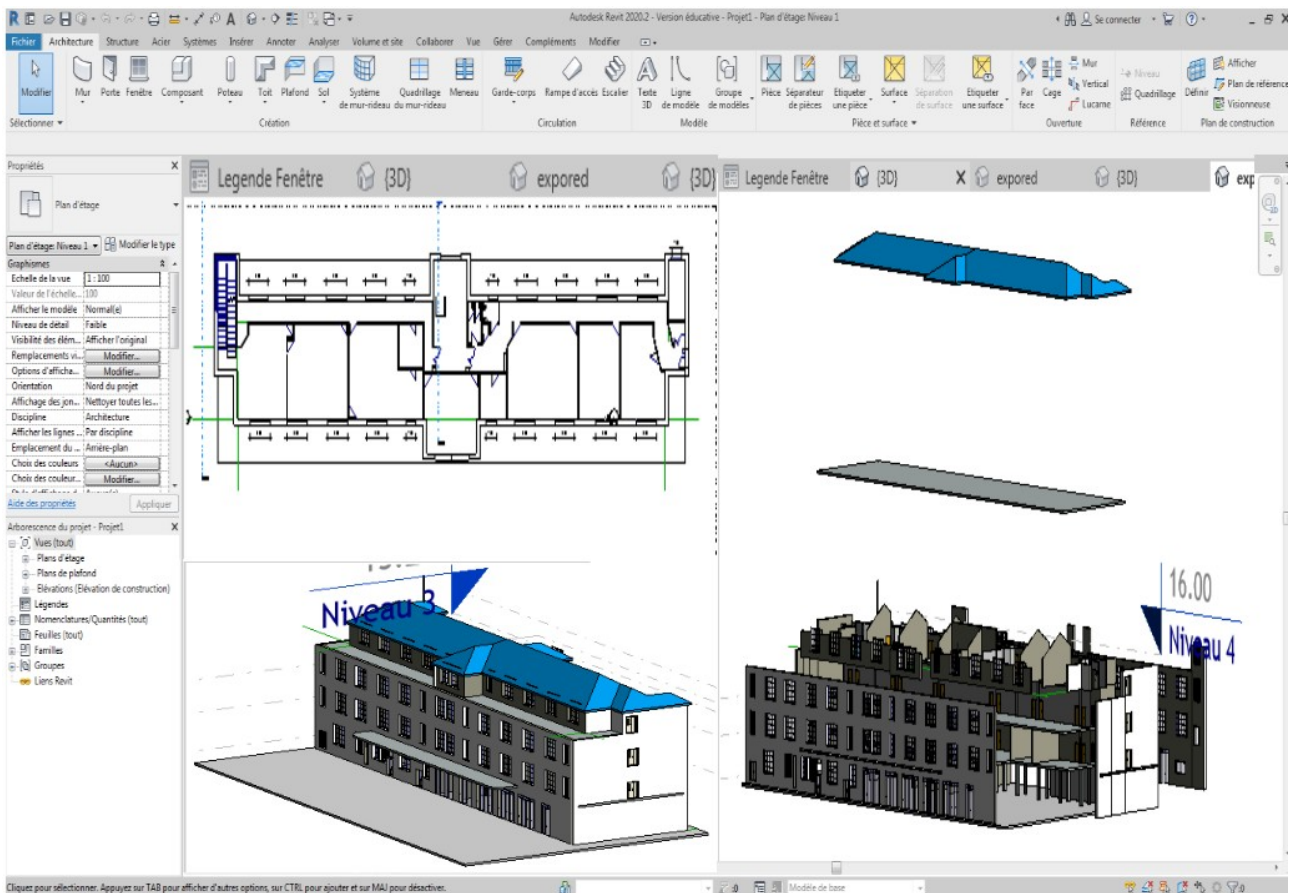 Autodesk Revit 2020.2 - Version éducative - Projet1 - Plan d'étage: Niveau 1
Se connecter
Fichier Architecture Structure Acier Systèmes Insérer Annoter Analyser Volume et site Collaborer Vue Gérer Compléments Modifier
Modifier
Mur Porte Fenêtre Composant Poteau Toit Plafond Sol Système de mur-rideau Quadrillage du mur-rideau Meneau
Garde-corps Rampe d'accès Escalier
Texte 3D Ligne de modèle Groupe de modèles
Pièce Séparateur de pièces Etiqueter une pièce Surface Séparation de surface Etiqueter une surface
Par face Cage Mur Vertical Lucarne
Niveau Quadrillage
Définir Afficher Plan de référence Visionneuse
Sélectionner Création Circulation Modèle Pièce et surface Ouverture Référence Plan de construction
Propriétés X
Plan d'étage
Plan d'étage: Niveau 1 Modifier le type
Graphismes
Echelle de la vue 1 : 100
Valeur de l'échelle... 100
Afficher le modèle Normal(e)
Niveau de détail Faible
Visibilité des élém... Afficher l'original
Remplacements vi... Modifier...
Options d'afficha... Modifier...
Orientation Nord du projet
Affichage des jon... Nettoyer toutes les...
Discipline Architecture
Afficher les lignes ... Par discipline
Emplacement du ... Arrière-plan
Choix des couleurs <Aucun>
Choix des couleur... Modifier...
Aide des propriétés Appliquer
Arborescence du projet - Projet1 X
Vues (tout)
Plans d'étage
Plans de plafond
Elévations (Elévation de construction)
Légendes
Nomenclatures/Quantités (tout)
Feuilles (tout)
Familles
Groupes
Liens Revit
Legende Fenêtre {3D} expored {3D}
Legende Fenêtre {3D} X expored {3D} exp
Niveau 3
16.00
Niveau 4
Cliquez pour sélectionner. Appuyez sur TAB pour afficher d'autres options, sur CTRL pour ajouter et sur MAJ pour désactiver.
:0 Modèle de base :0